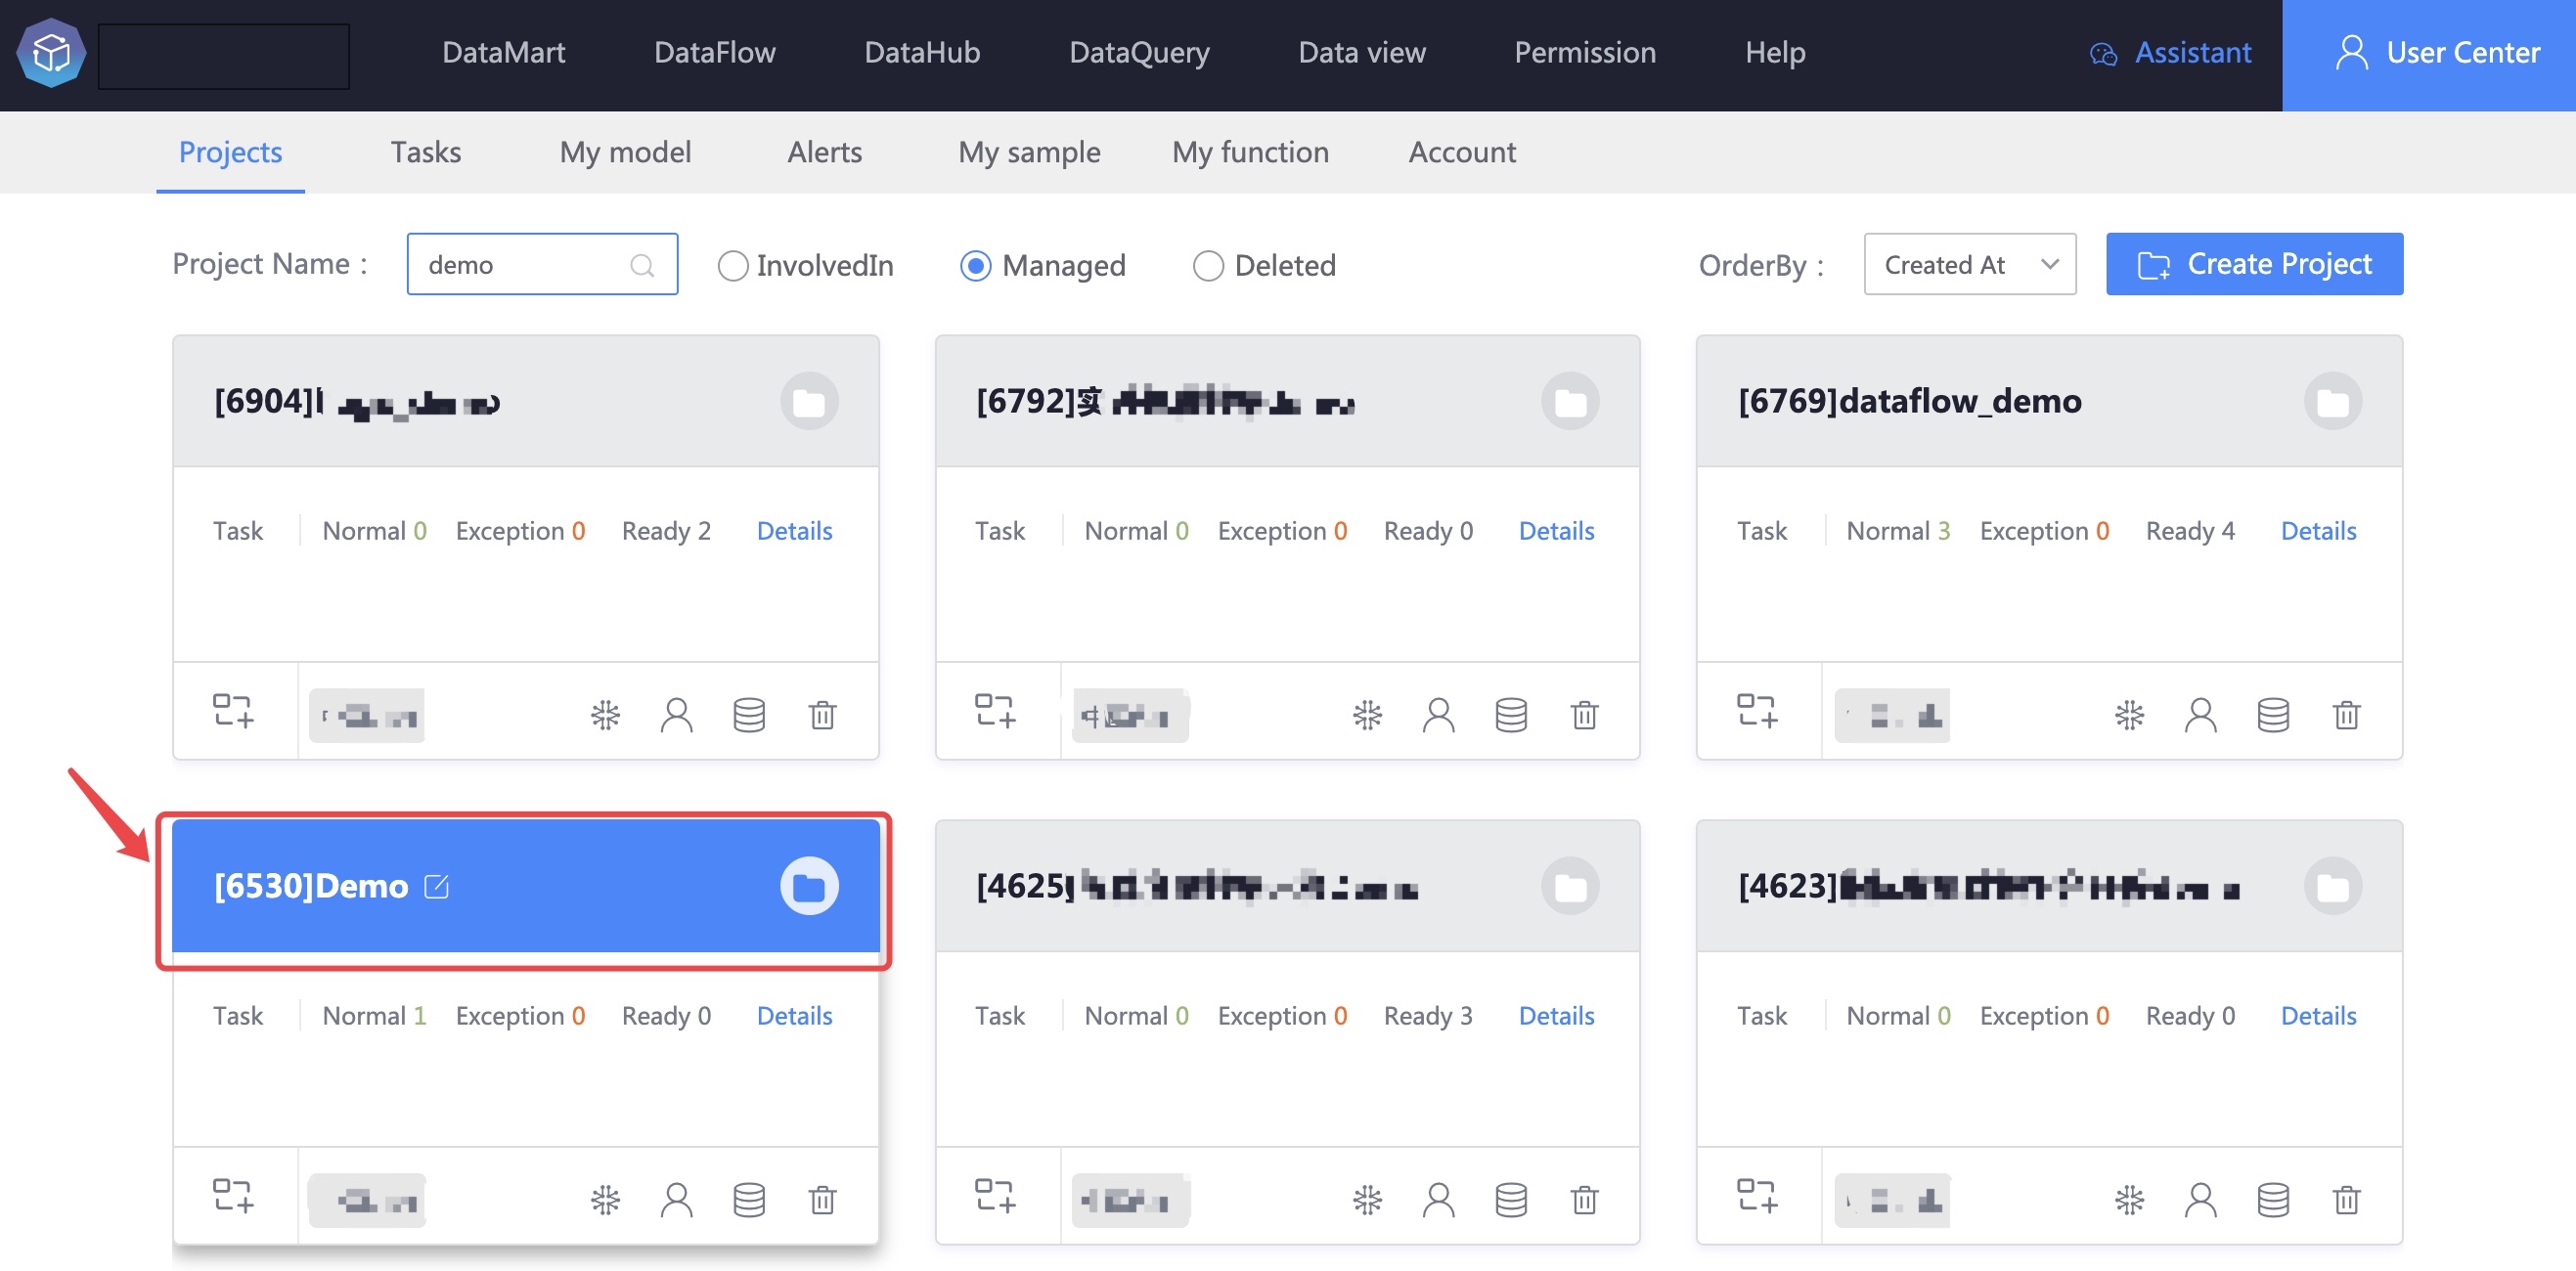 DataMart DataFlow DataHub DataQuery Data view Permission Help Assistant User Center
Projects Tasks My model Alerts My sample My function Account
Project Name : demo InvolvedIn Managed Deleted OrderBy : Created At Create Project
[6904] [6792]实 [6769]dataflow_demo
Task Normal 0 Exception 0 Ready 2 Details Task Normal 0 Exception 0 Ready 0 Details Task Normal 3 Exception 0 Ready 4 Details
[6530]Demo [4625] [4623]
Task Normal 1 Exception 0 Ready 0 Details Task Normal 0 Exception 0 Ready 3 Details Task Normal 0 Exception 0 Ready 0 Details